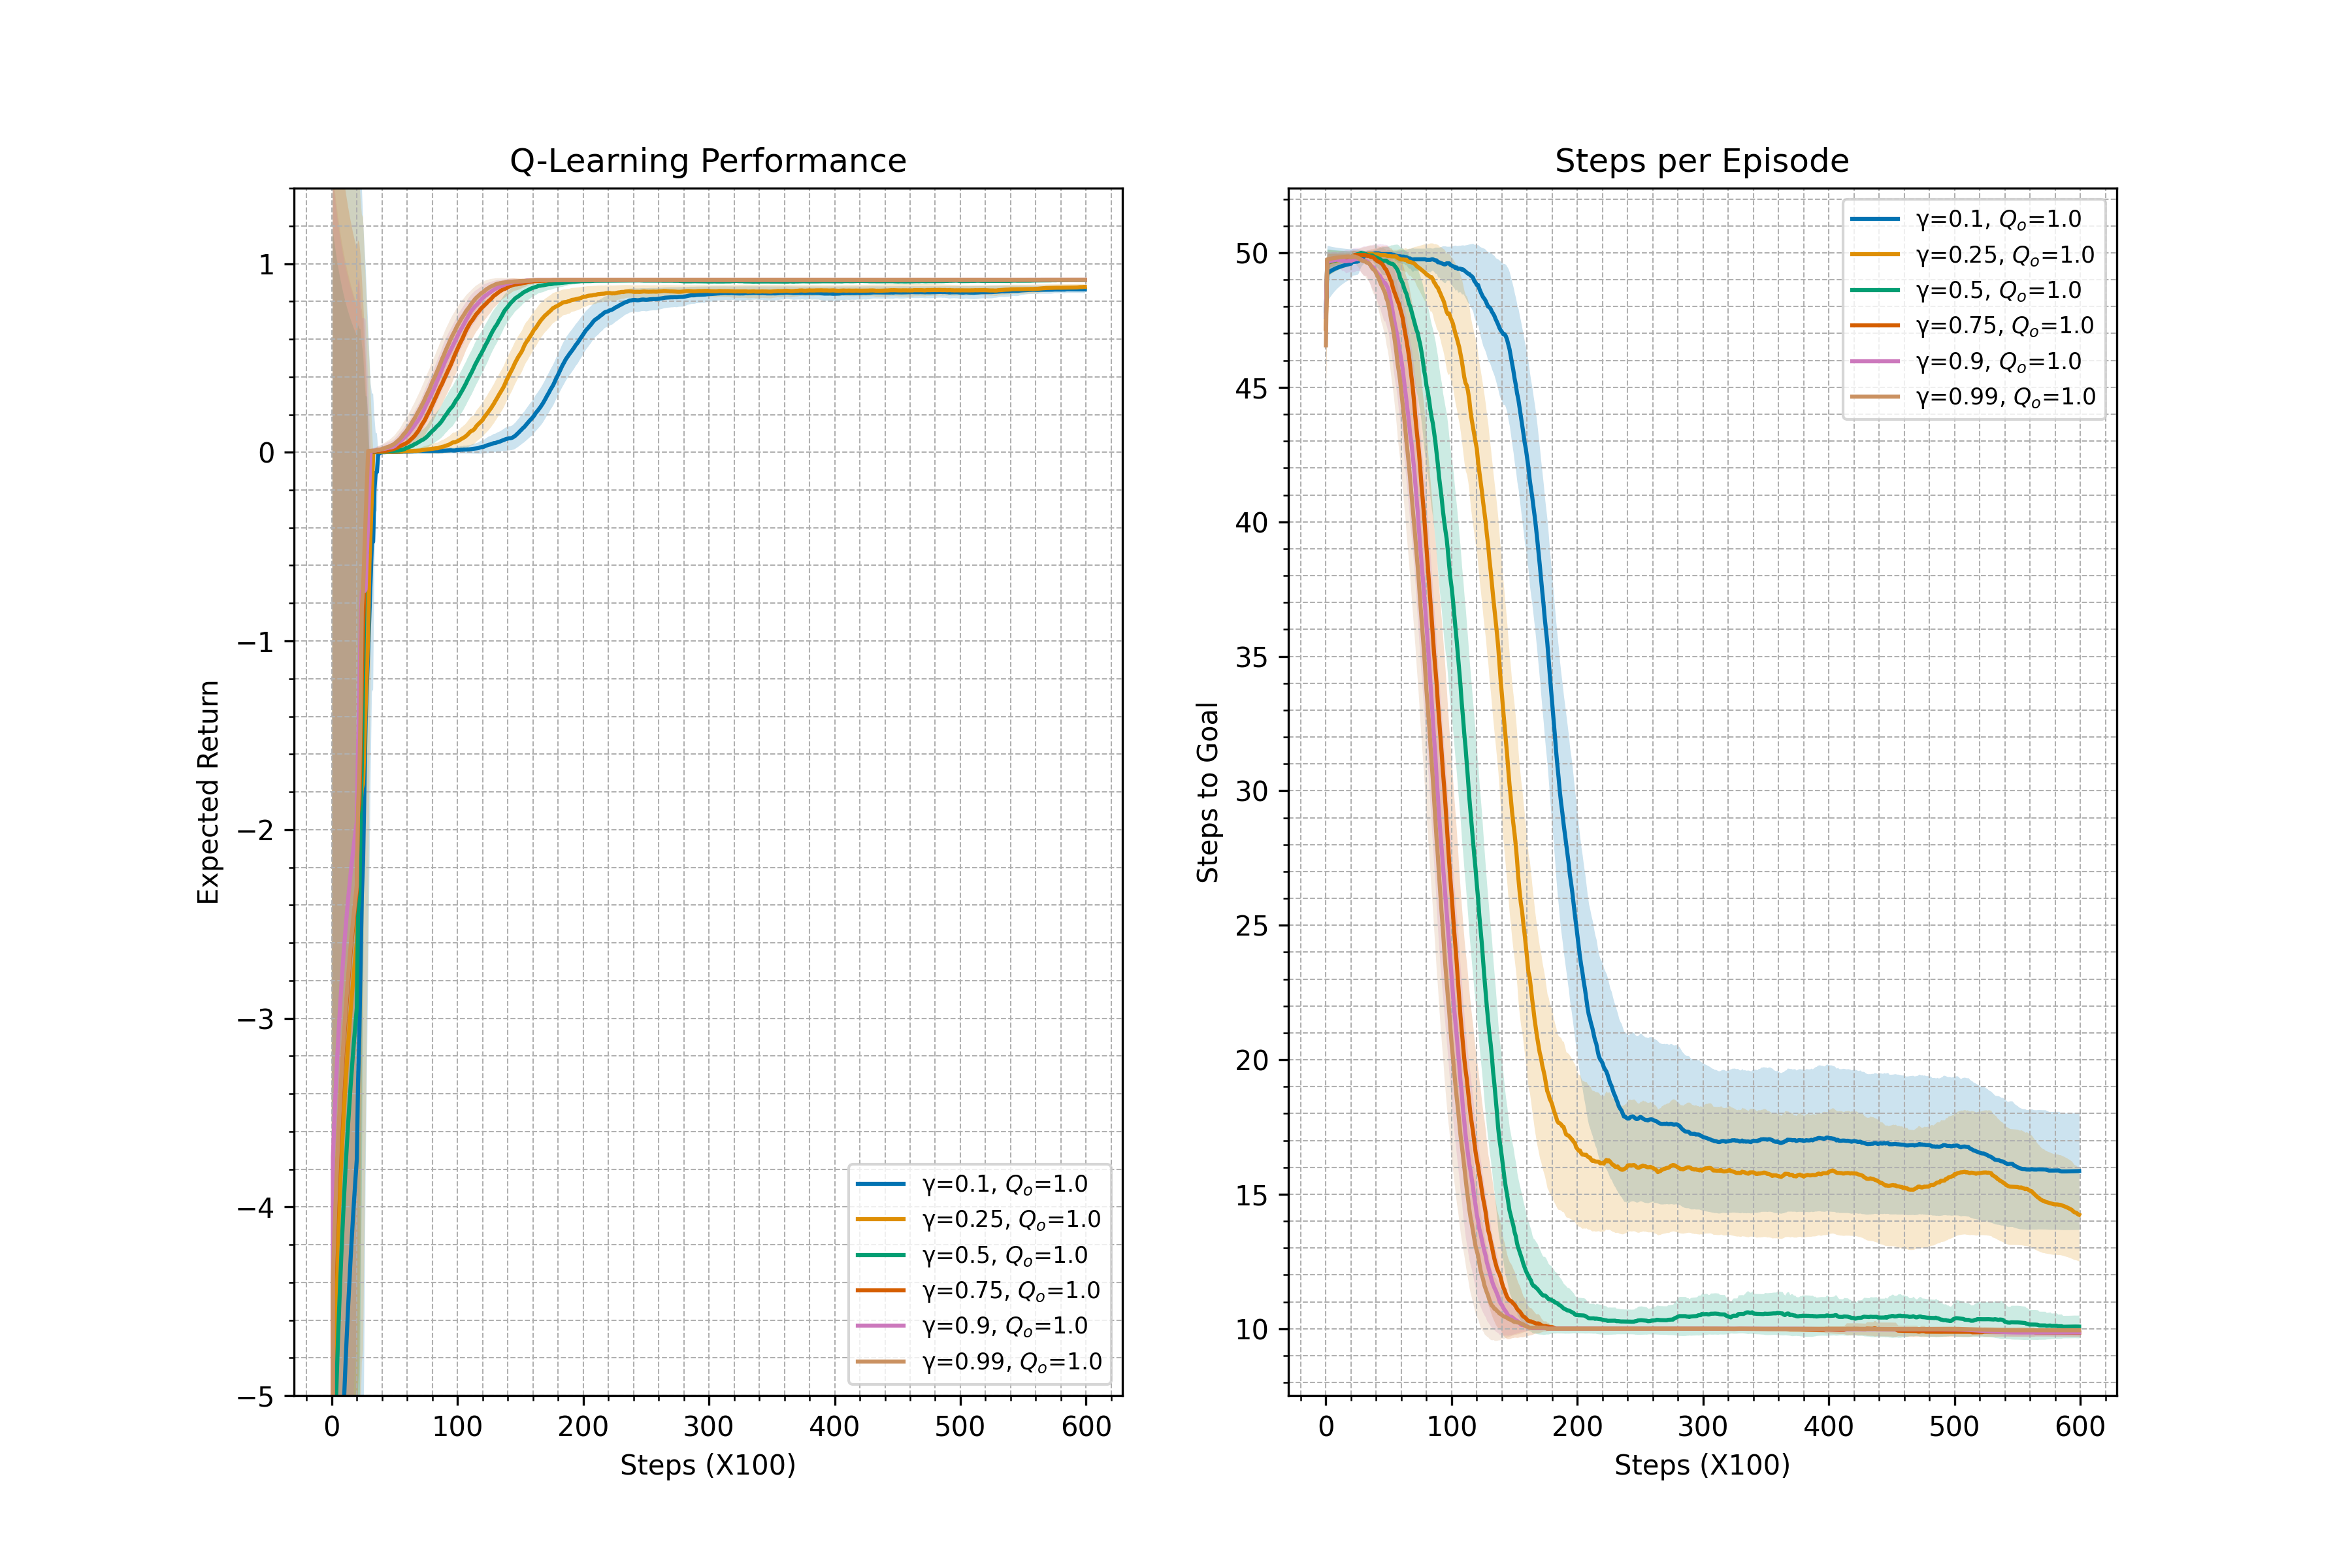 Q-Learning Performance
Expected Return
1
0
−1
−2
−3
−4
−5
0 100 200 300 400 500 600
Steps (X100)
γ=0.1, Qₒ=1.0
γ=0.25, Qₒ=1.0
γ=0.5, Qₒ=1.0
γ=0.75, Qₒ=1.0
γ=0.9, Qₒ=1.0
γ=0.99, Qₒ=1.0
Steps per Episode
Steps to Goal
50
45
40
35
30
25
20
15
10
0 100 200 300 400 500 600
Steps (X100)
γ=0.1, Qₒ=1.0
γ=0.25, Qₒ=1.0
γ=0.5, Qₒ=1.0
γ=0.75, Qₒ=1.0
γ=0.9, Qₒ=1.0
γ=0.99, Qₒ=1.0